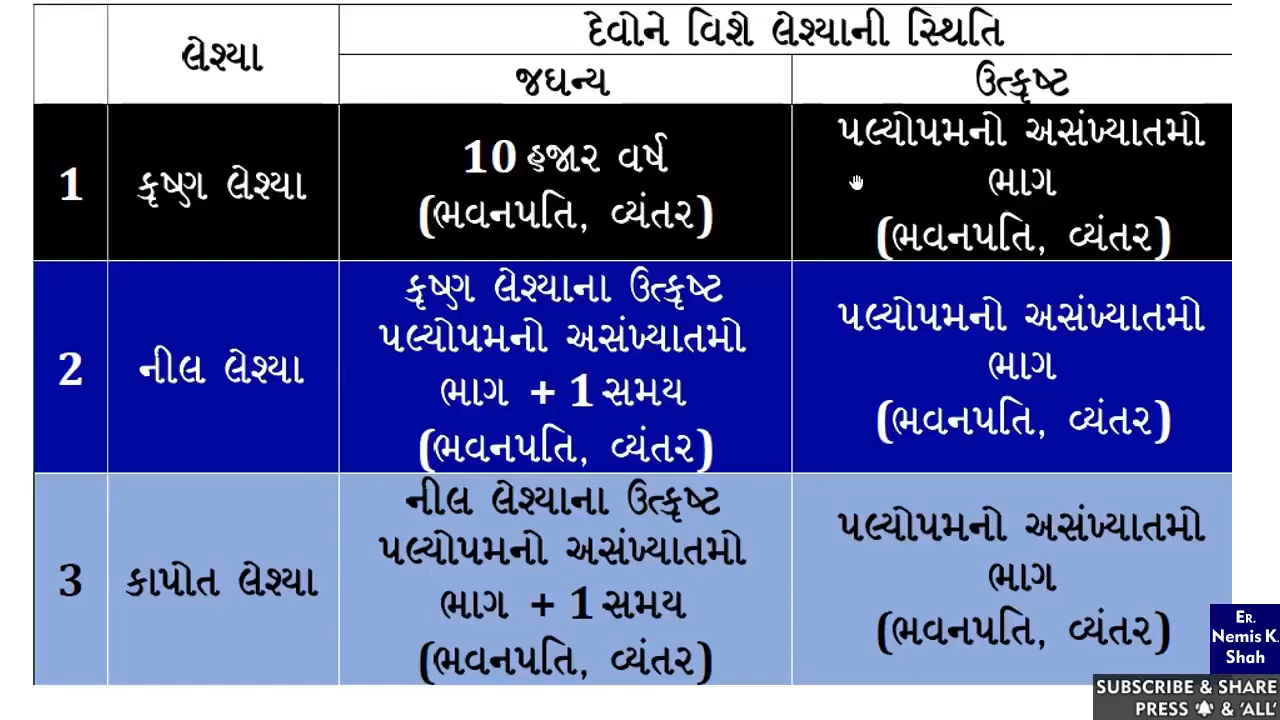 લેશ્યા
દેવોને વિશે લેશ્યાની સ્થિતિ
જઘન્ય
ઉત્કૃષ્ટ
1
કૃષ્ણ લેશ્યા
10 હજાર વર્ષ
(ભવનપતિ, વ્યંતર)
પલ્યોપમનો અસંખ્યાતમો
ભાગ
(ભવનપતિ, વ્યંતર)
2
નીલ લેશ્યા
કૃષ્ણ લેશ્યાના ઉત્કૃષ્ટ
પલ્યોપમનો અસંખ્યાતમો
ભાગ + 1 સમય
(ભવનપતિ, વ્યંતર)
પલ્યોપમનો અસંખ્યાતમો
ભાગ
(ભવનપતિ, વ્યંતર)
3
કાપોત લેશ્યા
નીલ લેશ્યાના ઉત્કૃષ્ટ
પલ્યોપમનો અસંખ્યાતમો
ભાગ + 1 સમય
(ભવનપતિ, વ્યંતર)
પલ્યોપમનો અસંખ્યાતમો
ભાગ
(ભવનપતિ, વ્યંતર)
ER.
Nemis K.
Shah
SUBSCRIBE & SHARE
PRESS & 'ALL'